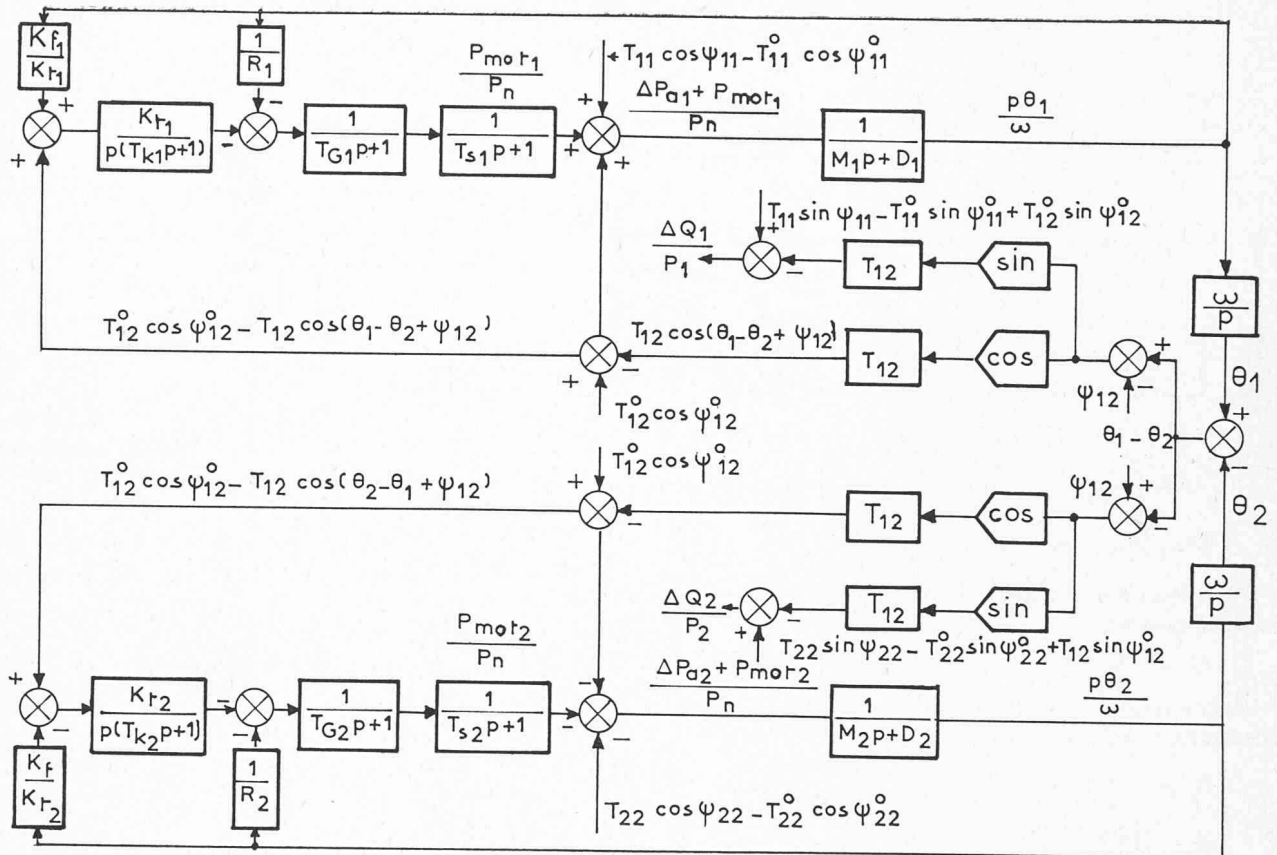 K_f1 / K_r1
1 / R_1
P_mot1 / P_n
T_11 cos ψ_11 – T°_11 cos ψ°_11
ΔP_a1 + P_mot1 / P_n
pθ_1 / ω
+
-
+
K_r1 / p(T_k1 p+1)
-
1 / T_G1 p+1
1 / T_s1 p+1
+
+
+
1 / M_1 p + D_1
T_11 sin ψ_11 – T°_11 sin ψ°_11 + T°_12 sin ψ°_12
ΔQ_1 / P_1
+
-
T_12
sin
ω / p
T°_12 cos ψ°_12 – T_12 cos(θ_1 - θ_2 + ψ_12)
T_12 cos(θ_1 - θ_2 + ψ_12)
T_12
cos
+
-
+
-
ψ_12
θ_1
T°_12 cos ψ°_12
+
θ_1 - θ_2
-
T°_12 cos ψ°_12
T°_12 cos ψ°_12 – T_12 cos(θ_2 – θ_1 + ψ_12)
+
-
T_12
cos
ψ_12
+
-
θ_2
ω / p
ΔQ_2 / P_2
+
-
T_12
sin
P_mot2 / P_n
T_22 sin ψ_22 – T°_22 sin ψ°_22 + T_12 sin ψ°_12
ΔP_a2 + P_mot2 / P_n
pθ_2 / ω
+
-
K_r2 / p(T_k2 p+1)
-
-
1 / T_G2 p+1
1 / T_s2 p+1
-
-
-
1 / M_2 p + D_2
K_f / K_r2
1 / R_2
T_22 cos ψ_22 – T°_22 cos ψ°_22